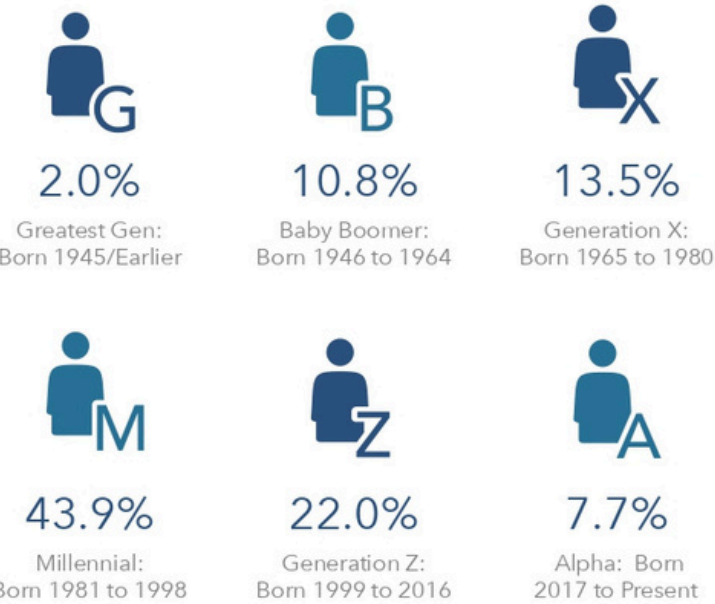 G
B
X
2.0%
10.8%
13.5%
Greatest Gen:
Born 1945/Earlier
Baby Boomer:
Born 1946 to 1964
Generation X:
Born 1965 to 1980
M
Z
A
43.9%
22.0%
7.7%
Millennial:
Born 1981 to 1998
Generation Z:
Born 1999 to 2016
Alpha: Born
2017 to Present